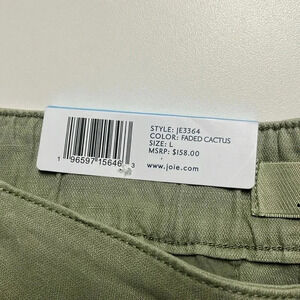 STYLE: JE3364
COLOR: FADED CACTUS
SIZE: L
MSRP: $158.00
www.joie.com
1 96597 15646 3